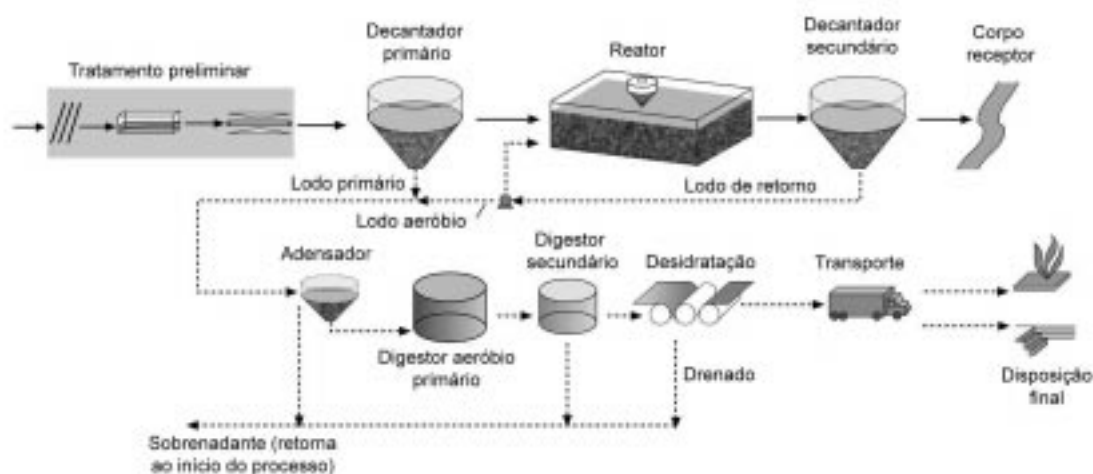 Decantador
primário
Reator
Decantador
secundário
Corpo
receptor
Tratamento preliminar
Lodo primário
Lodo de retorno
Lodo aeróbio
Adensador
Digestor
secundário
Desidratação
Transporte
Digestor aeróbio
primário
Drenado
Disposição
final
Sobrenadante (retorna
ao início do processo)